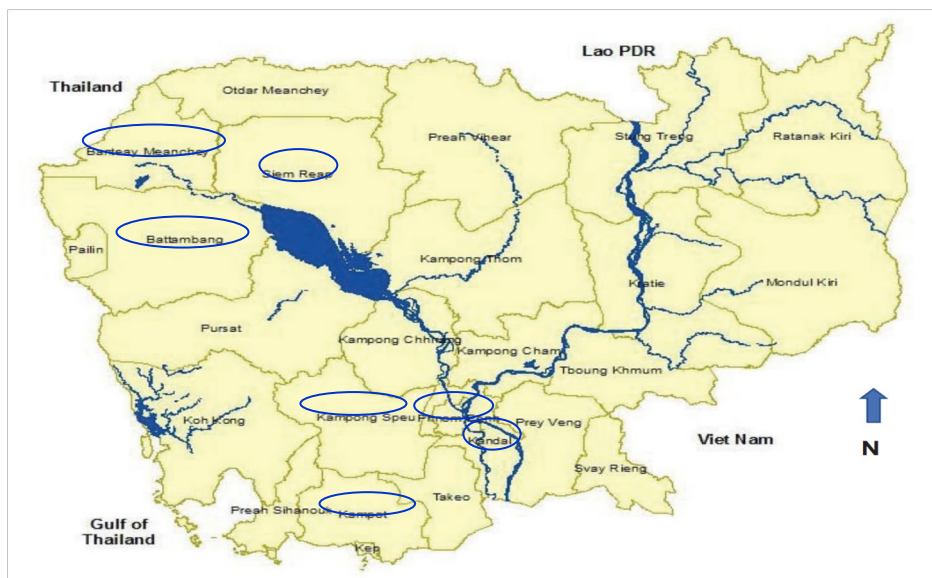 Lao PDR
Thailand
Otdar Meanchey
Preah Vihear
Stung Treng
Ratanak Kiri
Banteay Meanchey
Siem Reap
Battambang
Pailin
Kampong Thom
Kratie
Mondul Kiri
Pursat
Kampong Chhnang
Kampong Cham
Tboung Khmum
Koh Kong
Kampong Speu
Phnom Penh
Prey Veng
Kandal
Viet Nam
N
Svay Rieng
Takeo
Preah Sihanouk
Kampot
Gulf of
Thailand
Kep